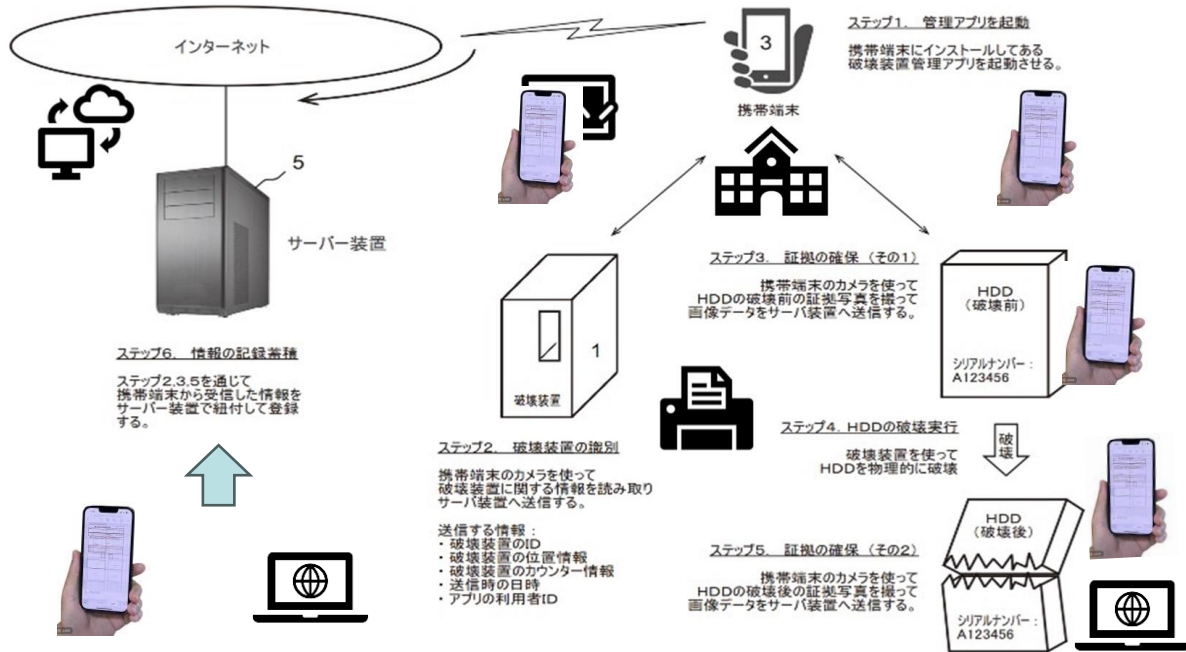 インターネット
3
携帯端末
ステップ1. 管理アプリを起動
携帯端末にインストールしてある
破壊装置管理アプリを起動させる。
5
サーバー装置
ステップ6. 情報の記録蓄積
ステップ2,3,5を通じて
携帯端末から受信した情報を
サーバー装置で紐付して登録
する。
1
破壊装置
ステップ2. 破壊装置の識別
携帯端末のカメラを使って
破壊装置に関する情報を読み取り
サーバ装置へ送信する。
送信する情報：
・破壊装置のID
・破壊装置の位置情報
・破壊装置のカウンター情報
・送信時の日時
・アプリの利用者ID
ステップ3. 証拠の確保（その1）
携帯端末のカメラを使って
HDDの破壊前の証拠写真を撮って
画像データをサーバ装置へ送信する。
HDD
（破壊前）
シリアルナンバー：
A123456
ステップ4. HDDの破壊実行
破壊装置を使って
HDDを物理的に破壊
破壊
HDD
（破壊後）
シリアルナンバー：
A123456
ステップ5. 証拠の確保（その2）
携帯端末のカメラを使って
HDDの破壊後の証拠写真を撮って
画像データをサーバ装置へ送信する。